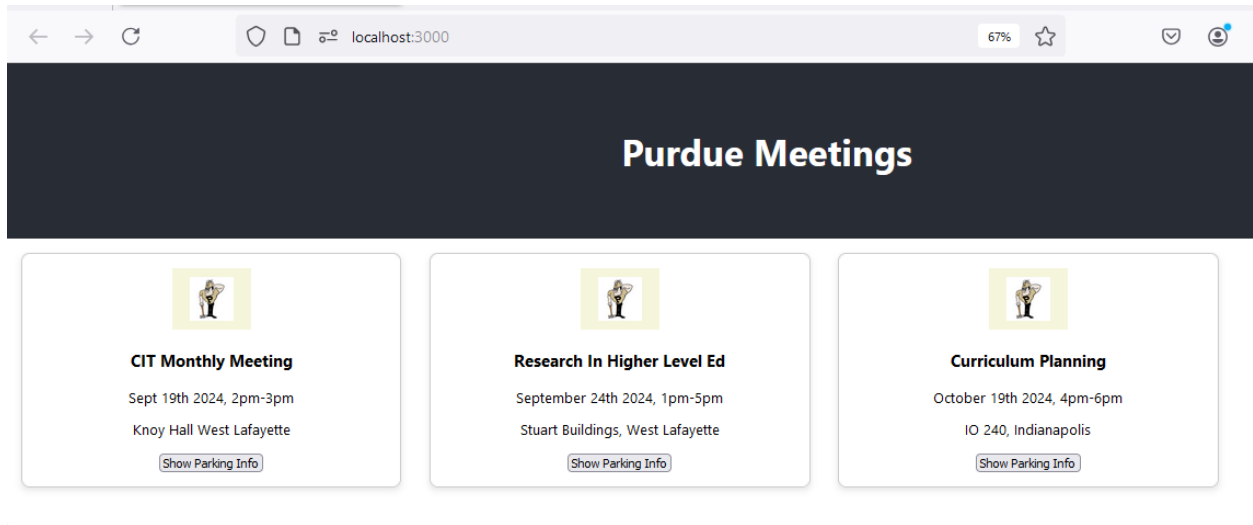 localhost:3000
67%
Purdue Meetings
CIT Monthly Meeting
Sept 19th 2024, 2pm-3pm
Knoy Hall West Lafayette
Show Parking Info
Research In Higher Level Ed
September 24th 2024, 1pm-5pm
Stuart Buildings, West Lafayette
Show Parking Info
Curriculum Planning
October 19th 2024, 4pm-6pm
IO 240, Indianapolis
Show Parking Info